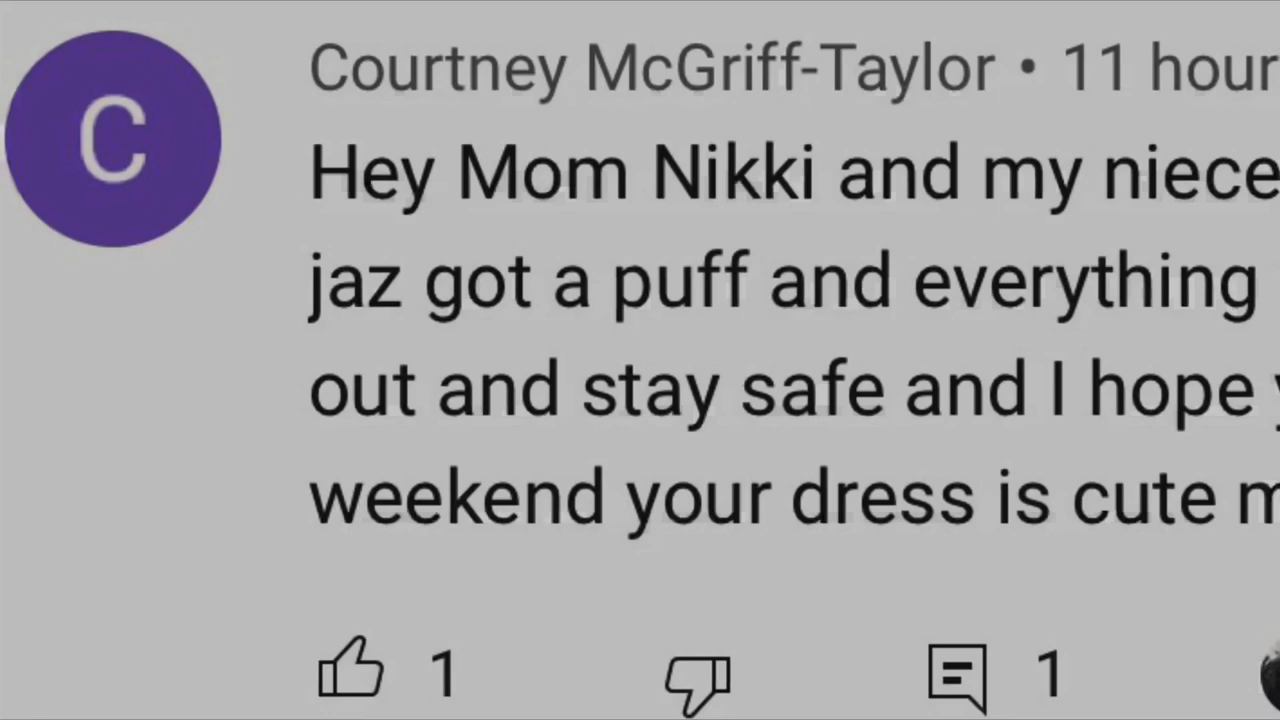 C
Courtney McGriff-Taylor • 11 hour
Hey Mom Nikki and my niece
jaz got a puff and everything
out and stay safe and I hope
weekend your dress is cute m
1 1